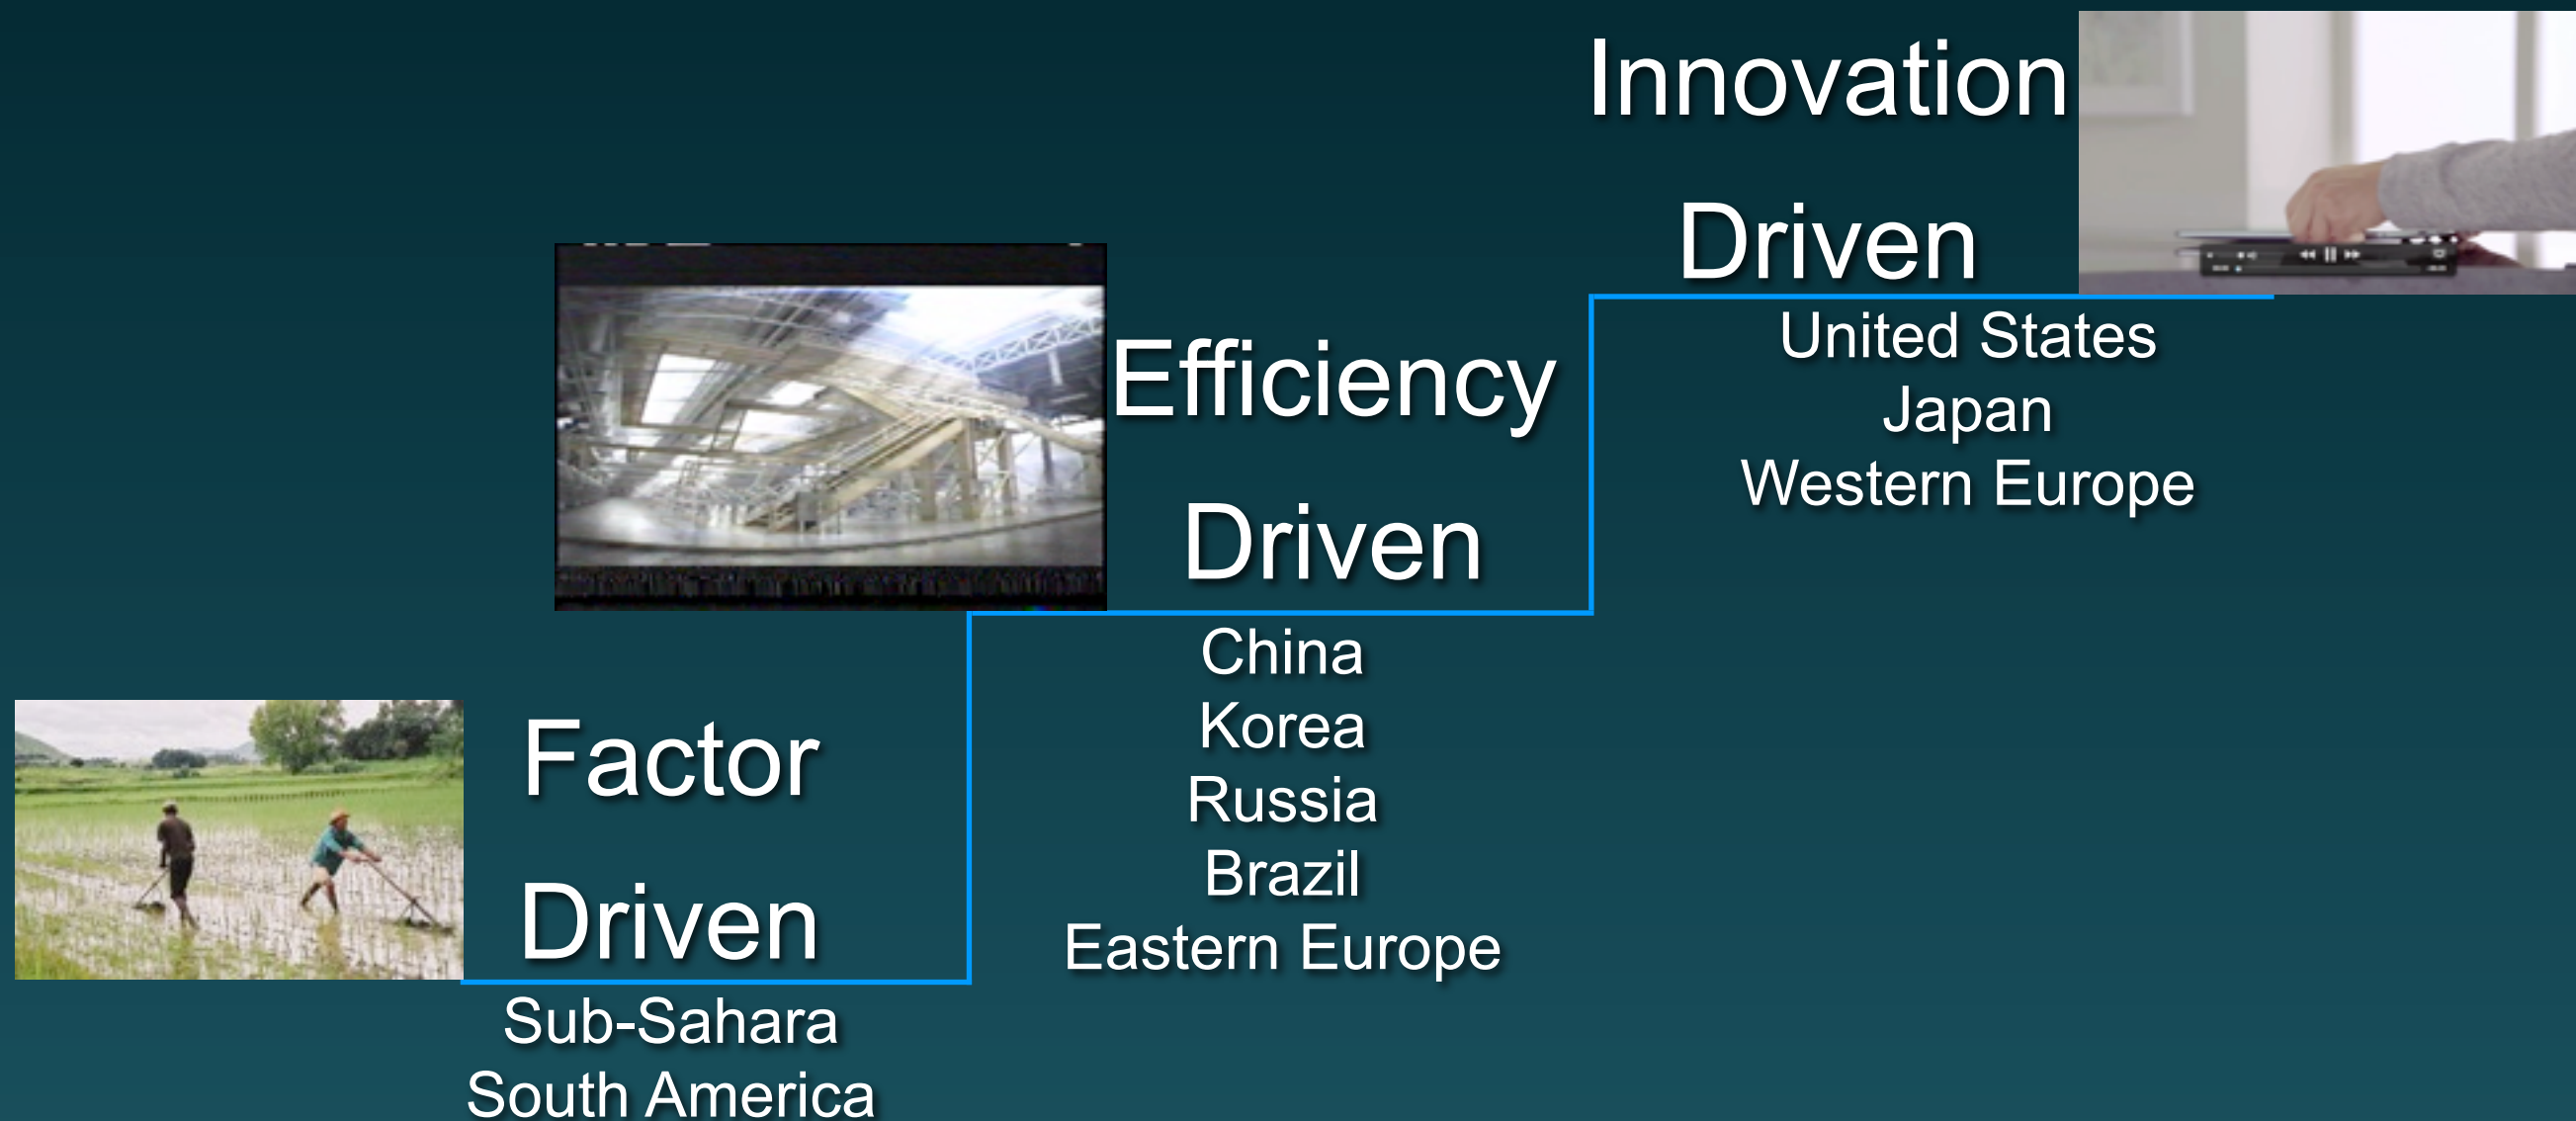 Innovation
Driven
United States
Japan
Western Europe
Efficiency
Driven
China
Korea
Russia
Brazil
Eastern Europe
Factor
Driven
Sub-Sahara
South America